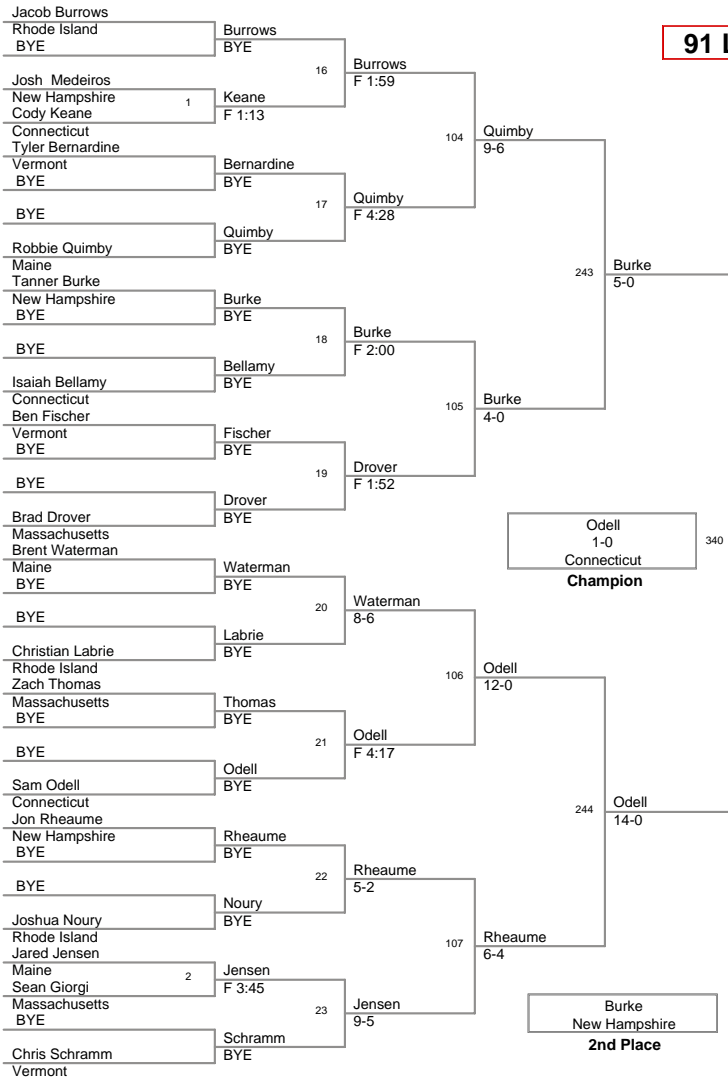 Jacob Burrows
Rhode Island
BYE
Josh Medeiros
New Hampshire
Cody Keane
Connecticut
Tyler Bernardine
Vermont
BYE
BYE
Robbie Quimby
Maine
Tanner Burke
New Hampshire
BYE
BYE
Isaiah Bellamy
Connecticut
Ben Fischer
Vermont
BYE
BYE
Brad Drover
Massachusetts
Brent Waterman
Maine
BYE
BYE
Christian Labrie
Rhode Island
Zach Thomas
Massachusetts
BYE
BYE
Sam Odell
Connecticut
Jon Rheaume
New Hampshire
BYE
BYE
Joshua Noury
Rhode Island
Jared Jensen
Maine
Sean Giorgi
Massachusetts
BYE
Chris Schramm
Vermont
1
2
Burrows
BYE
Keane
F 1:13
Bernardine
BYE
Quimby
BYE
Burke
BYE
Bellamy
BYE
Fischer
BYE
Drover
BYE
Waterman
BYE
Labrie
BYE
Thomas
BYE
Odell
BYE
Rheaume
BYE
Noury
BYE
Jensen
F 3:45
Schramm
BYE
16
17
18
19
20
21
22
23
Burrows
F 1:59
Quimby
F 4:28
Burke
F 2:00
Drover
F 1:52
Waterman
8-6
Odell
F 4:17
Rheaume
5-2
Jensen
9-5
104
105
106
107
Quimby
9-6
Burke
4-0
Odell
12-0
Rheaume
6-4
243
244
Burke
5-0
Odell
14-0
91
Odell
1-0
Connecticut
340
Champion
Burke
New Hampshire
2nd Place